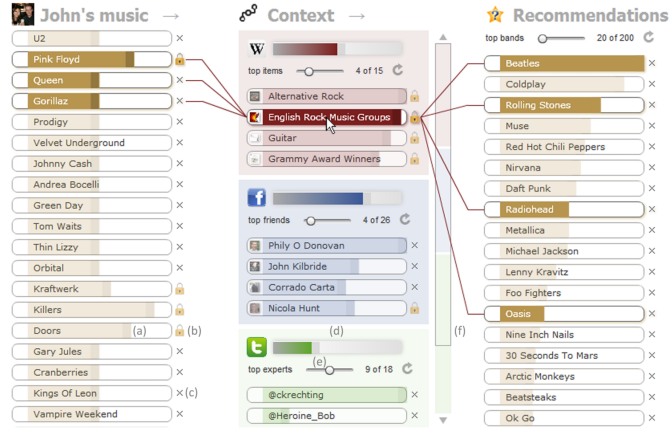 John's music →
U2
Pink Floyd
Queen
Gorillaz
Prodigy
Velvet Underground
Johnny Cash
Andrea Bocelli
Green Day
Tom Waits
Thin Lizzy
Orbital
Kraftwerk
Killers
Doors (a) (b)
Gary Jules
Cranberries
Kings Of Leon (c)
Vampire Weekend
Context →
W
top items 4 of 15
Alternative Rock
English Rock Music Groups
Guitar
Grammy Award Winners
f
top friends 4 of 26
Phily O Donovan
John Kilbride
Corrado Carta
Nicola Hunt
(d) (f)
t
(e)
top experts 9 of 18
@ckrechting
@Heroine_Bob
Recommendations
top bands 20 of 200
Beatles
Coldplay
Rolling Stones
Muse
Red Hot Chili Peppers
Nirvana
Daft Punk
Radiohead
Metallica
Michael Jackson
Lenny Kravitz
Foo Fighters
Oasis
Nine Inch Nails
30 Seconds To Mars
Arctic Monkeys
Beatsteaks
Ok Go